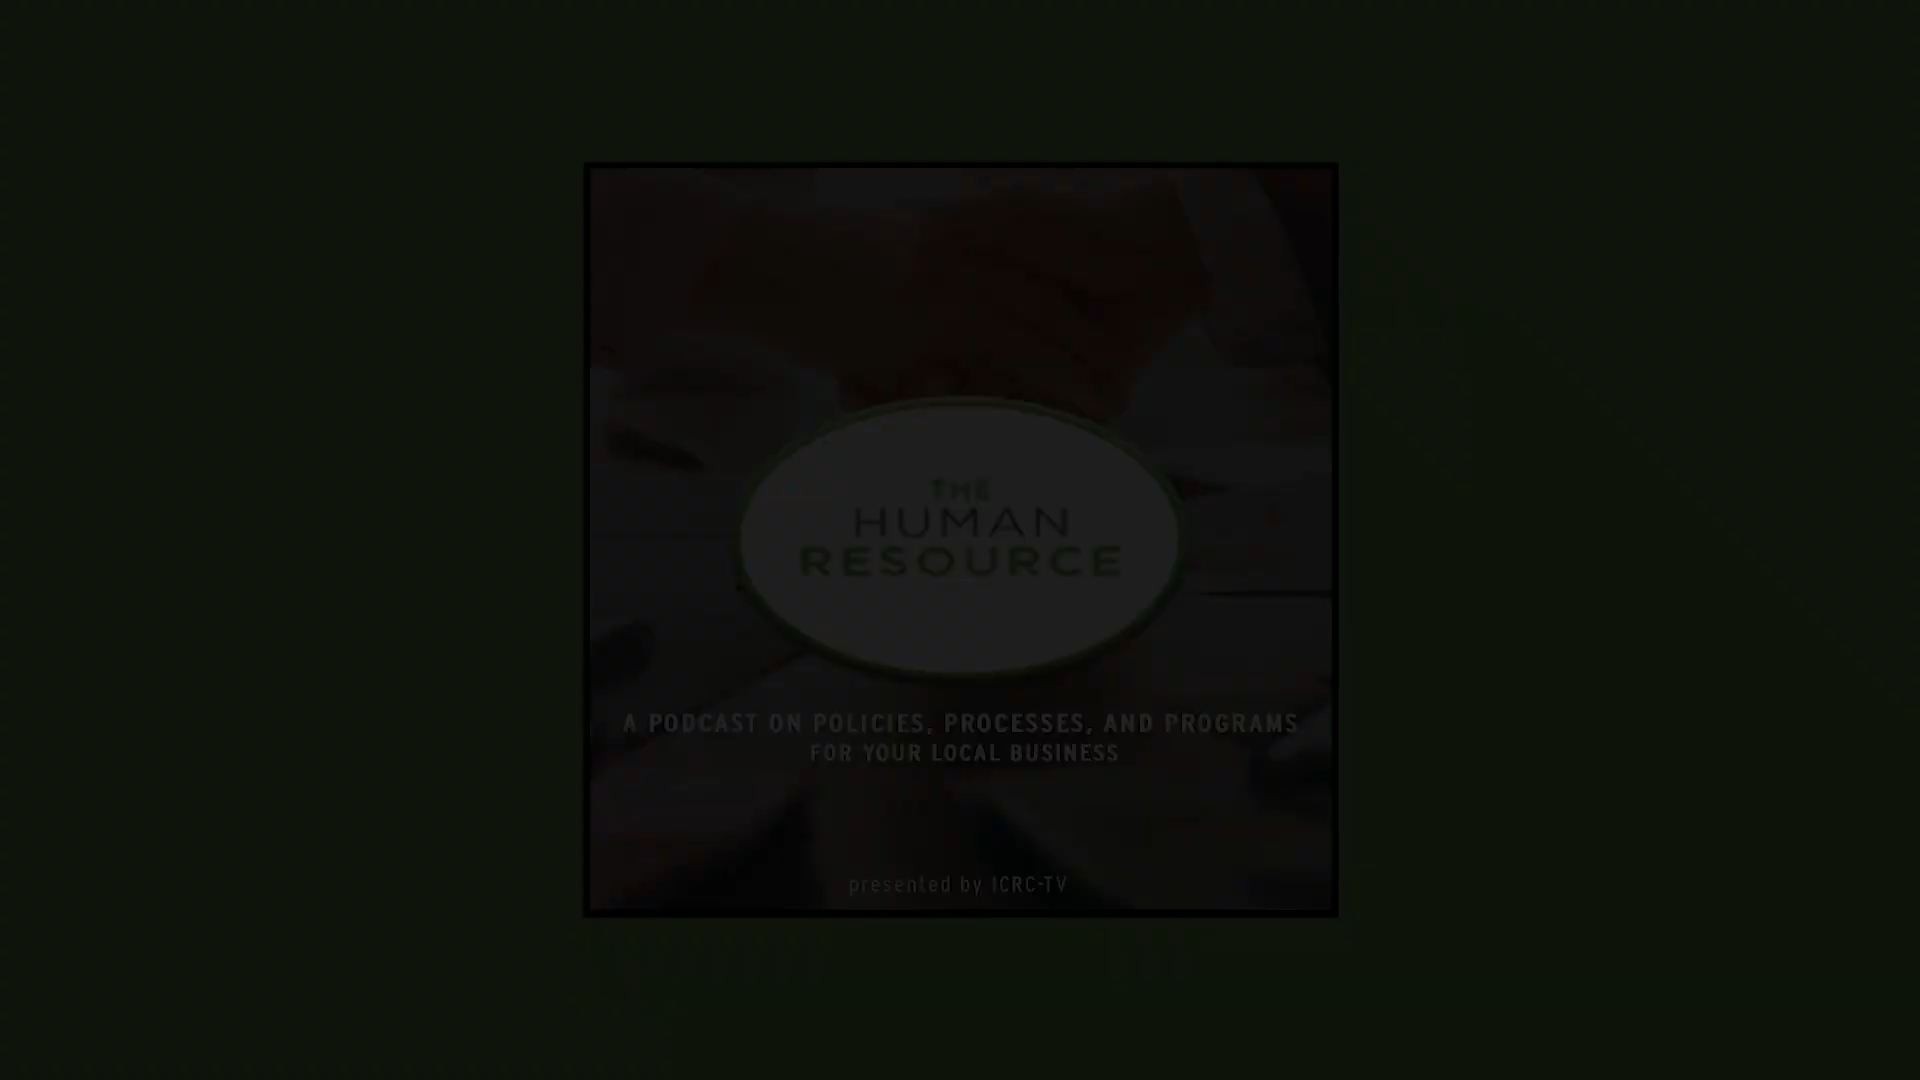 THE
HUMAN
RESOURCE
A PODCAST ON POLICIES, PROCESSES, AND PROGRAMS
FOR YOUR LOCAL BUSINESS
presented by ICRC-TV